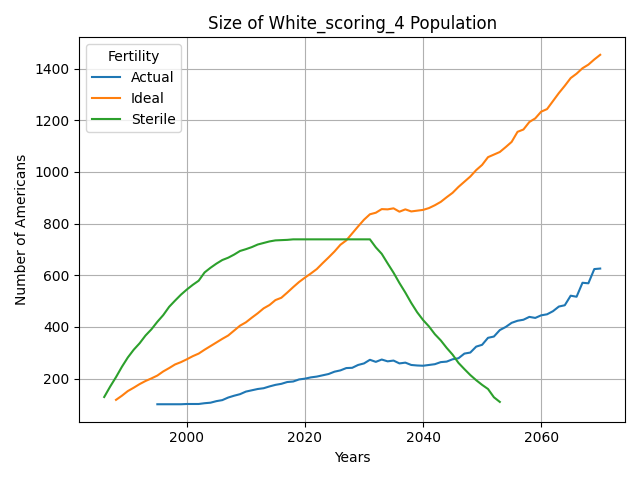 Size of White_scoring_4 Population
Fertility
Actual
Ideal
Sterile
Number of Americans
1400
1200
1000
800
600
400
200
2000
2020
2040
2060
Years